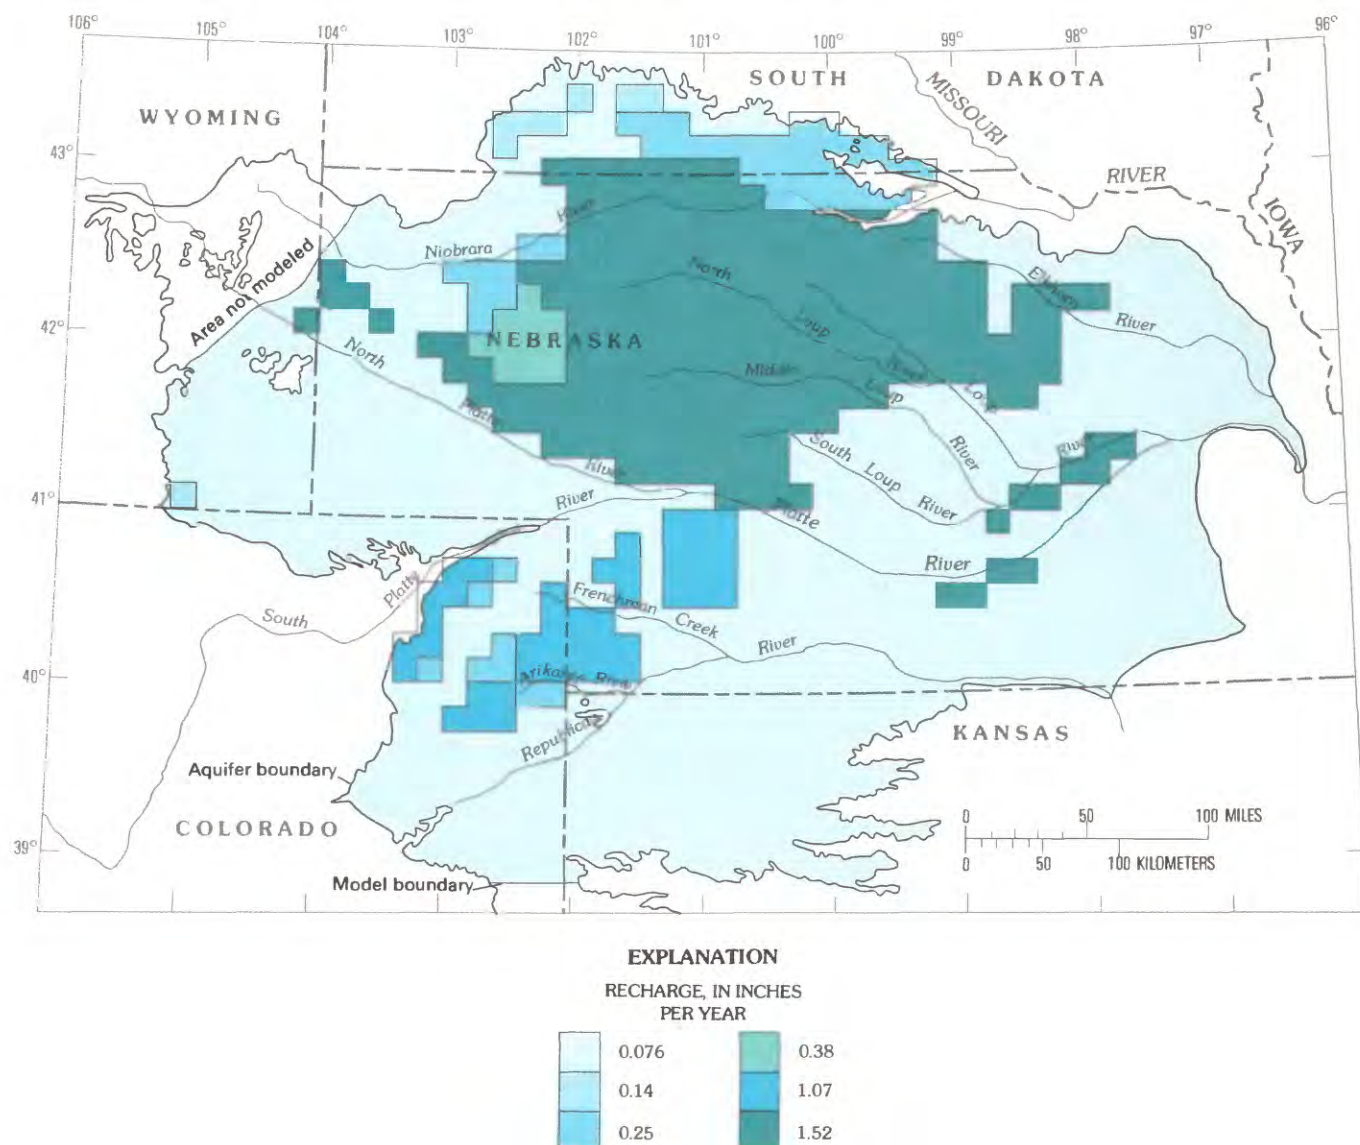 106°
105°
104°
103°
102°
101°
100°
99°
98°
97°
96°
SOUTH DAKOTA
MISSOURI
RIVER
WYOMING
IOWA
43°
Niobrara River
Area not modeled
North Loup River
Elkhorn River
42°
NEBRASKA
Middle Loup River
Loup River
North Platte River
South Loup River
41°
Platte River
River
South Platte River
Frenchman Creek
River
40°
Arikaree River
Republican
KANSAS
Aquifer boundary
COLORADO
0 50 100 MILES
0 50 100 KILOMETERS
39°
Model boundary
EXPLANATION
RECHARGE, IN INCHES
PER YEAR
0.076
0.14
0.25
0.38
1.07
1.52